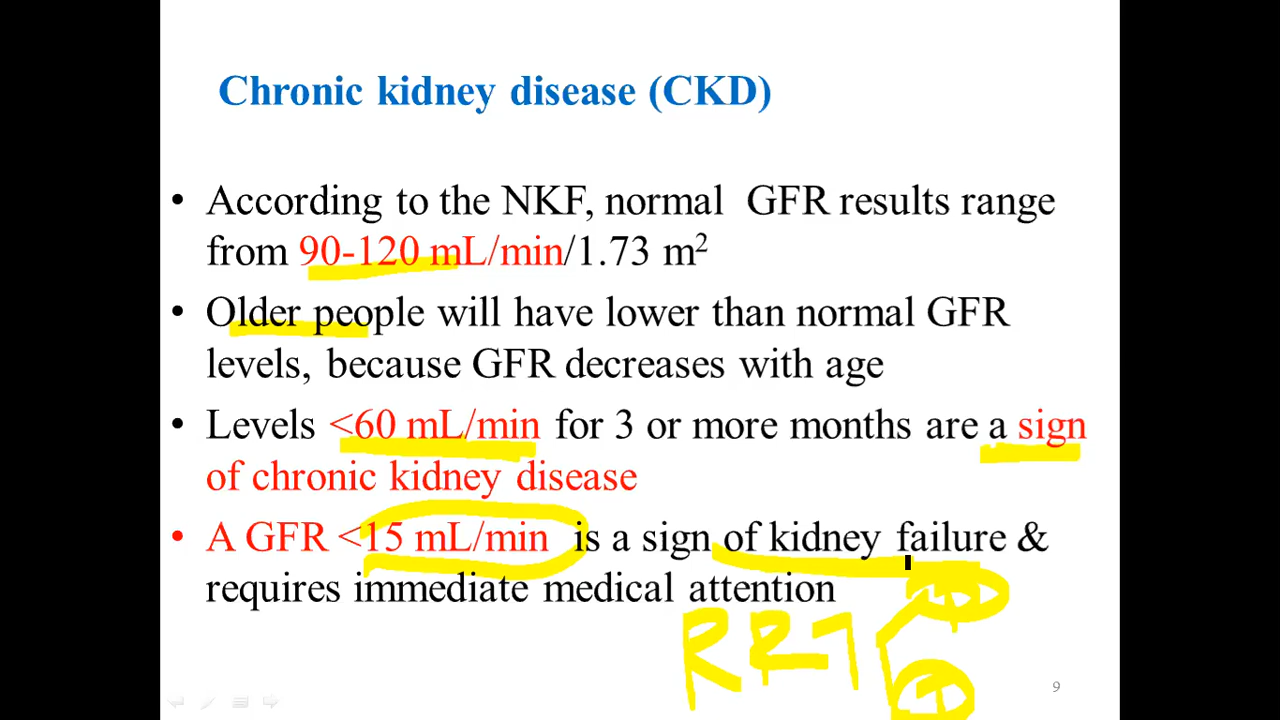 Chronic kidney disease (CKD)
• According to the NKF, normal GFR results range
from 90-120 mL/min/1.73 m²
• Older people will have lower than normal GFR
levels, because GFR decreases with age
• Levels <60 mL/min for 3 or more months are a sign
of chronic kidney disease
• A GFR <15 mL/min is a sign of kidney failure &
requires immediate medical attention
RRT
9